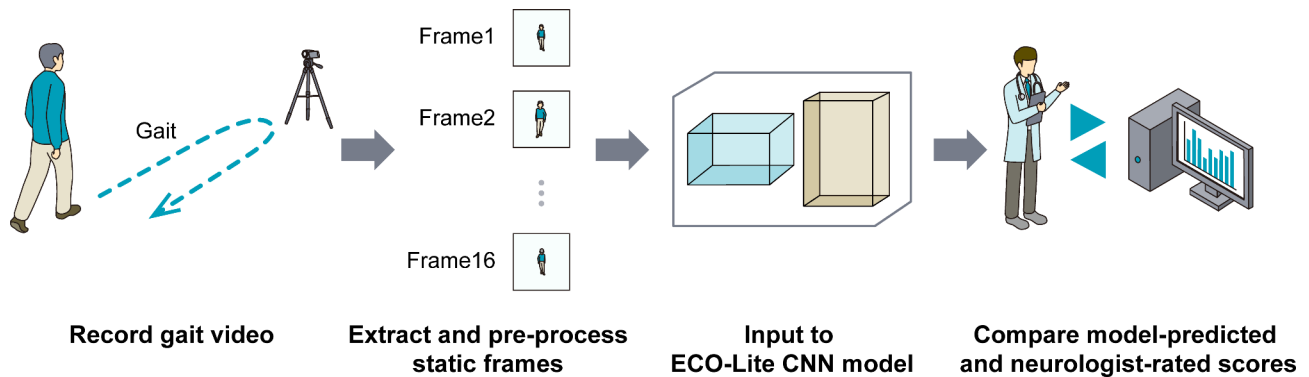 Gait
Frame1
Frame2
Frame16
Record gait video
Extract and pre-process
static frames
Input to
ECO-Lite CNN model
Compare model-predicted
and neurologist-rated scores